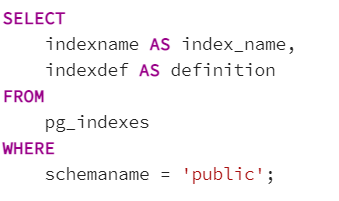 SELECT
    indexname AS index_name,
    indexdef AS definition
FROM
    pg_indexes
WHERE
    schemaname = 'public';